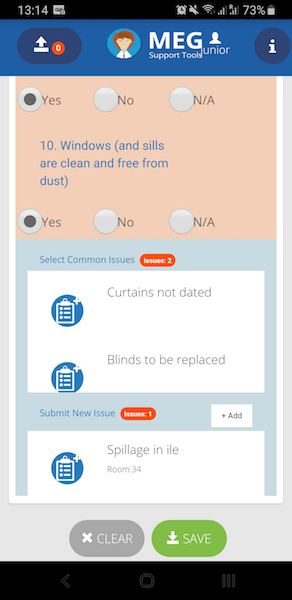 13:14
73%
0
MEG
junior
Support Tools
i
Yes No N/A
10. Windows (and sills
are clean and free from
dust)
Yes No N/A
Select Common Issues Issues: 2
Curtains not dated
Blinds to be replaced
Submit New Issue Issues: 1 + Add
Spillage in ile
Room:34
CLEAR SAVE